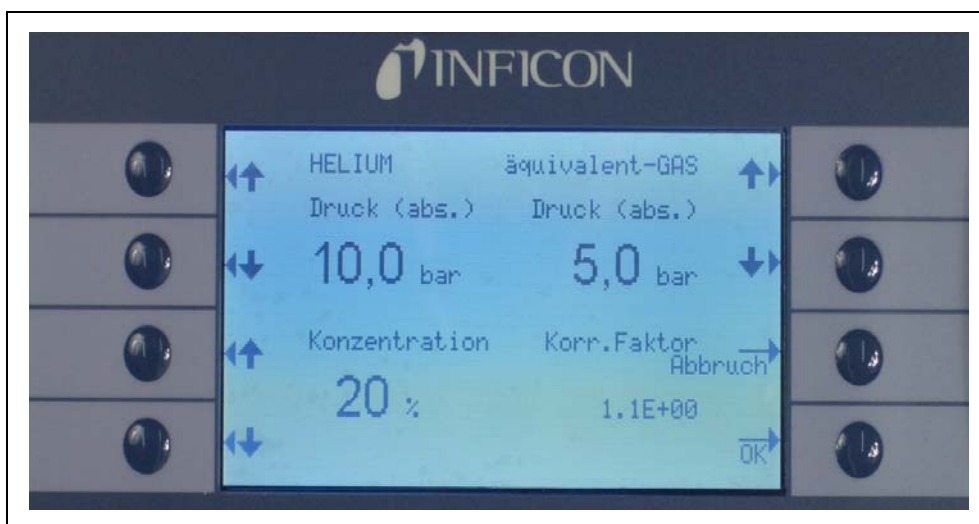 INFICON
HELIUM äquivalent-GAS
Druck (abs.) Druck (abs.)
10,0 bar 5,0 bar
Konzentration Korr.Faktor
Abbruch
20 % 1.1E+00
OK